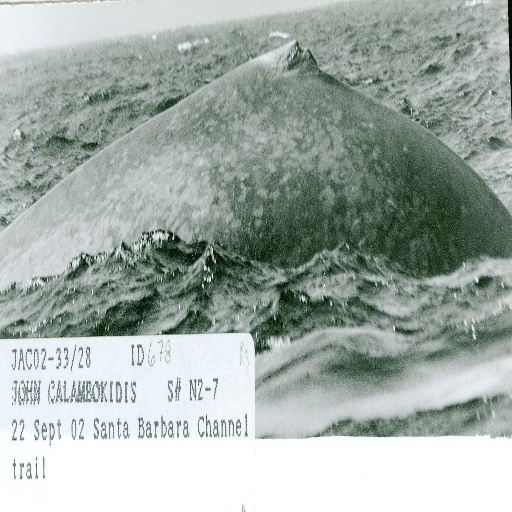 JAC02-33/28 ID678
JOHN CALAMBOKIDIS S# N2-7
22 Sept 02 Santa Barbara Channel
trail